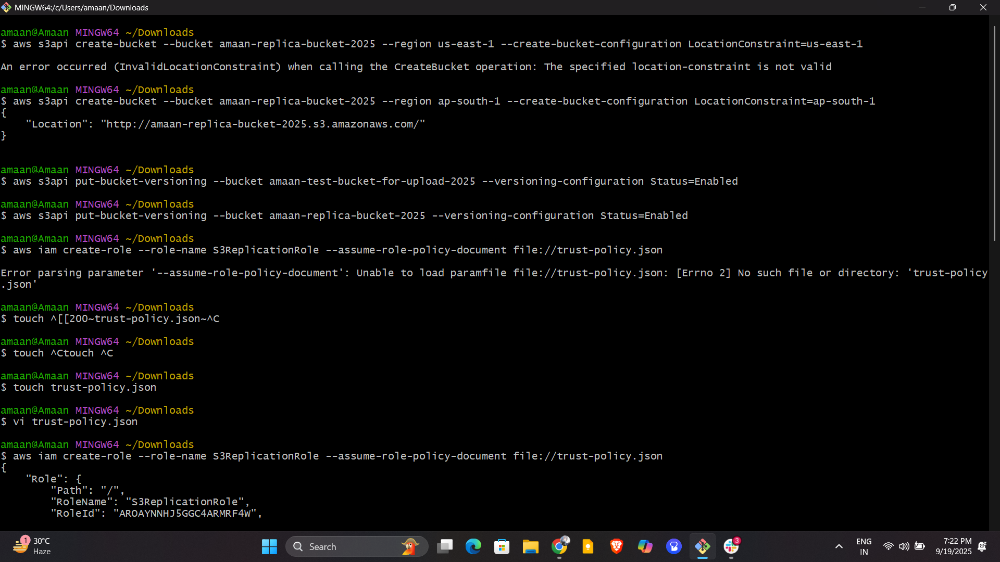 MINGW64:/c/Users/amaan/Downloads
amaan@Amaan MINGW64 ~/Downloads
$ aws s3api create-bucket --bucket amaan-replica-bucket-2025 --region us-east-1 --create-bucket-configuration LocationConstraint=us-east-1
An error occurred (InvalidLocationConstraint) when calling the CreateBucket operation: The specified location-constraint is not valid
amaan@Amaan MINGW64 ~/Downloads
$ aws s3api create-bucket --bucket amaan-replica-bucket-2025 --region ap-south-1 --create-bucket-configuration LocationConstraint=ap-south-1
{
    "Location": "http://amaan-replica-bucket-2025.s3.amazonaws.com/"
}
amaan@Amaan MINGW64 ~/Downloads
$ aws s3api put-bucket-versioning --bucket amaan-test-bucket-for-upload-2025 --versioning-configuration Status=Enabled
amaan@Amaan MINGW64 ~/Downloads
$ aws s3api put-bucket-versioning --bucket amaan-replica-bucket-2025 --versioning-configuration Status=Enabled
amaan@Amaan MINGW64 ~/Downloads
$ aws iam create-role --role-name S3ReplicationRole --assume-role-policy-document file://trust-policy.json
Error parsing parameter '--assume-role-policy-document': Unable to load paramfile file://trust-policy.json: [Errno 2] No such file or directory: 'trust-policy
.json'
amaan@Amaan MINGW64 ~/Downloads
$ touch ^[[200~trust-policy.json~^C
amaan@Amaan MINGW64 ~/Downloads
$ touch ^Ctouch ^C
amaan@Amaan MINGW64 ~/Downloads
$ touch trust-policy.json
amaan@Amaan MINGW64 ~/Downloads
$ vi trust-policy.json
amaan@Amaan MINGW64 ~/Downloads
$ aws iam create-role --role-name S3ReplicationRole --assume-role-policy-document file://trust-policy.json
{
    "Role": {
        "Path": "/",
        "RoleName": "S3ReplicationRole",
        "RoleId": "AROAYNNHJ5GGC4ARMRF4W",
1
30°C
Haze
Search
3
ENG
IN
7:22 PM
9/19/2025